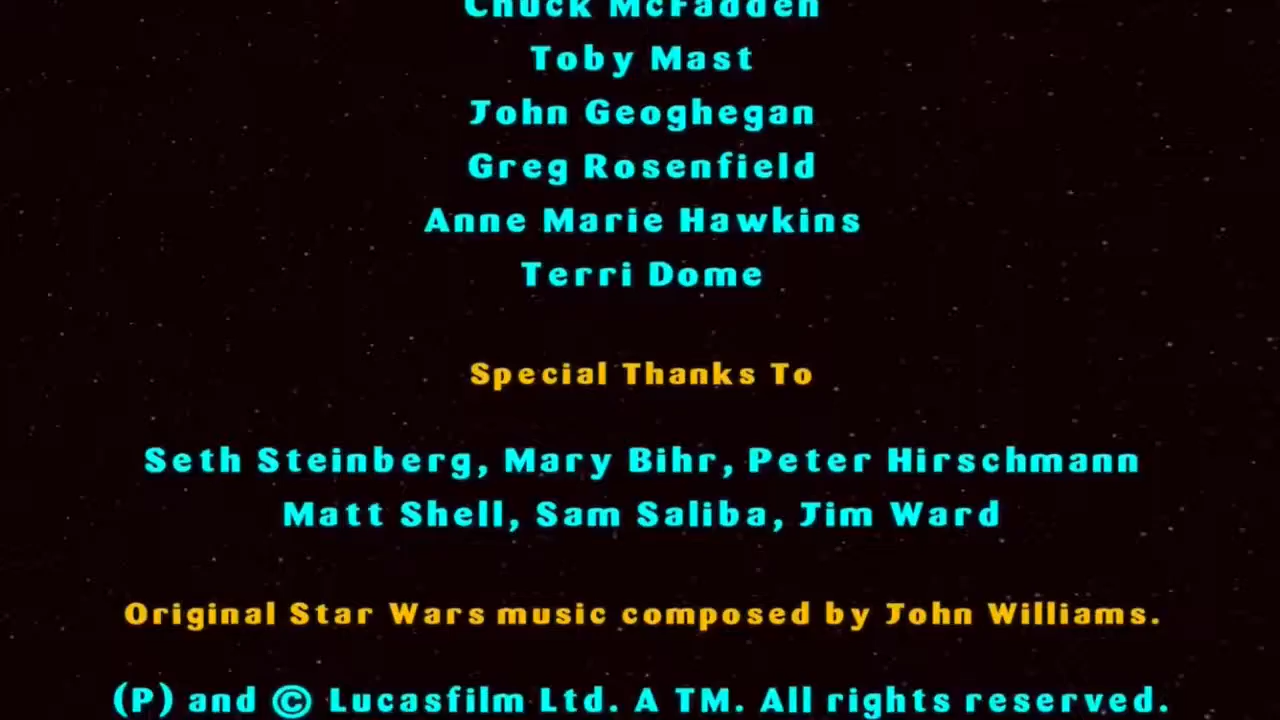 Chuck McFadden
Toby Mast
John Geoghegan
Greg Rosenfield
Anne Marie Hawkins
Terri Dome
Special Thanks To
Seth Steinberg, Mary Bihr, Peter Hirschmann
Matt Shell, Sam Saliba, Jim Ward
Original Star Wars music composed by John Williams.
(P) and © Lucasfilm Ltd. A TM. All rights reserved.